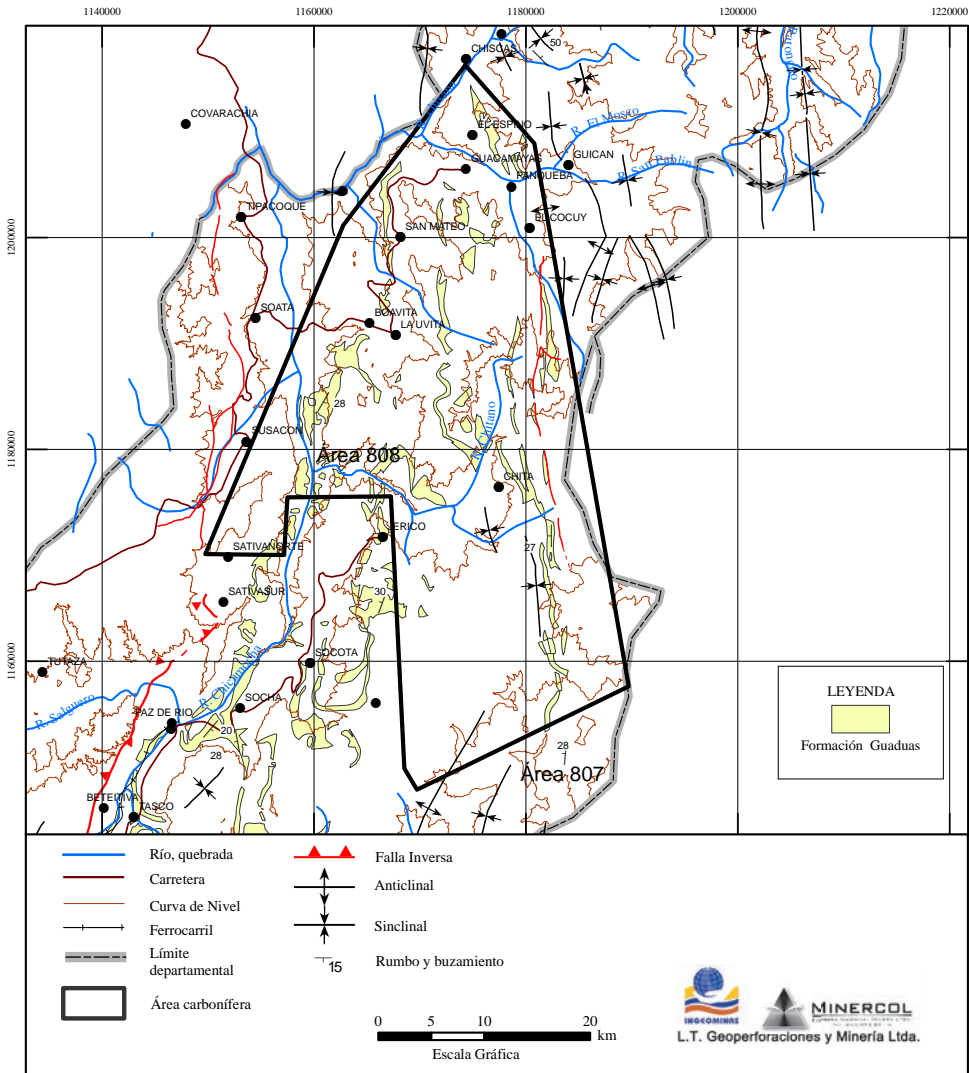 1140000
1160000
1180000
1200000
1220000
CHISCAS
50
COVARACHIA
EL ESPINO
R. El Mosco
GUACAMAYAS
GUICAN
R. San Pablin
PANQUEBA
TIPACOQUE
EL COCUY
SAN MATEO
1200000
SOATA
BOAVITA
LA UVITA
28
SUSACON
R. Chitano
Área 808
1180000
CHITA
JERICO
SATIVANORTE
27
SATIVASUR
30
TUTAZA
SOCOTA
1160000
R. Chicamocha
R. Salguero
SOCHA
PAZ DE RIO
20
28
28
Área 807
BETEITIVA
TASCO
LEYENDA
Formación Guaduas
Río, quebrada
Carretera
Curva de Nivel
Ferrocarril
Límite
departamental
Área carbonífera
Falla Inversa
Anticlinal
Sinclinal
15
Rumbo y buzamiento
0 5 10 20 km
Escala Gráfica
INGEOMINAS
MINERCOL
L.T. Geoperforaciones y Minería Ltda.